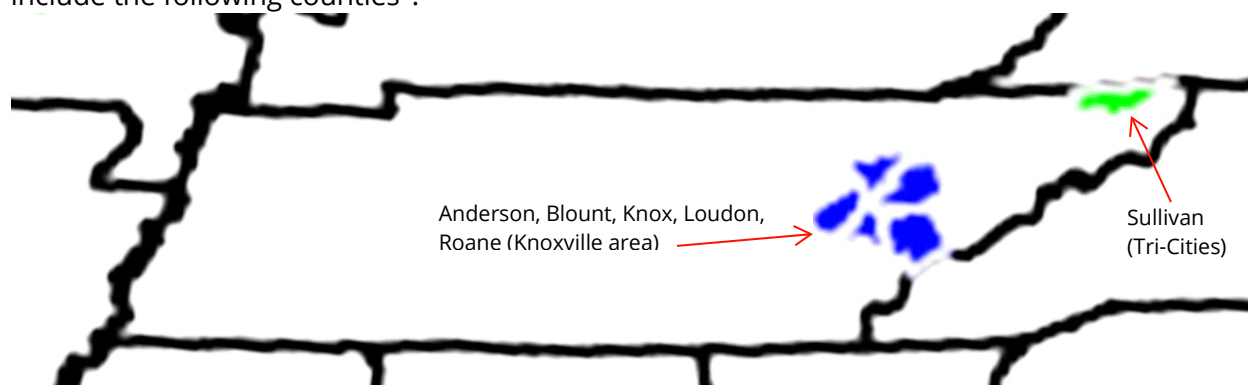 include the following counties .
Anderson, Blount, Knox, Loudon,
Roane (Knoxville area)
Sullivan
(Tri-Cities)